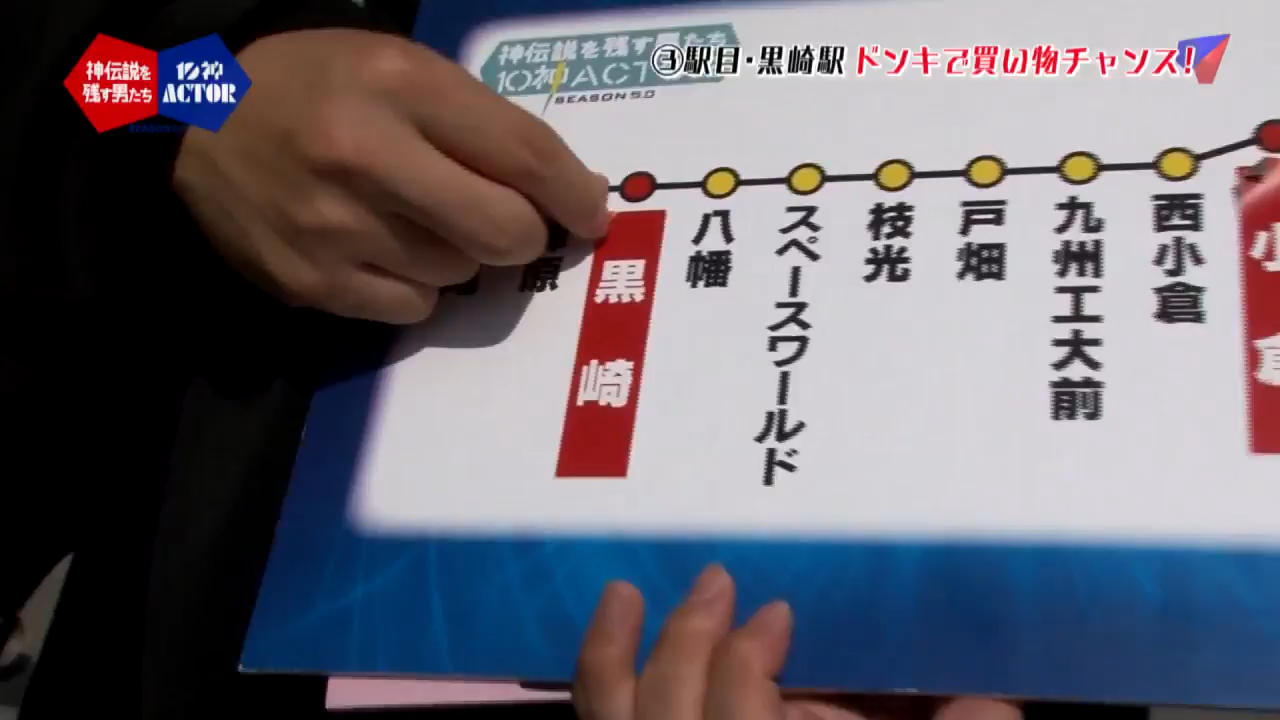 神伝説を
残す男たち
10神
ACTOR
神伝説を残す男たち
10神ACT
SEASON 5.0
③駅目・黒崎駅 ドンキで買い物チャンス!
原
黒崎
八幡
スペースワールド
枝光
戸畑
九州工大前
西小倉
小倉